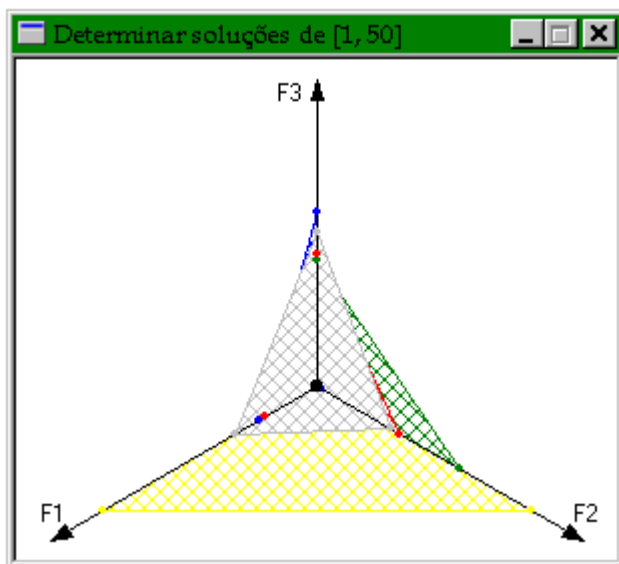 Determinar soluções de [1, 50]
F3
F1
F2